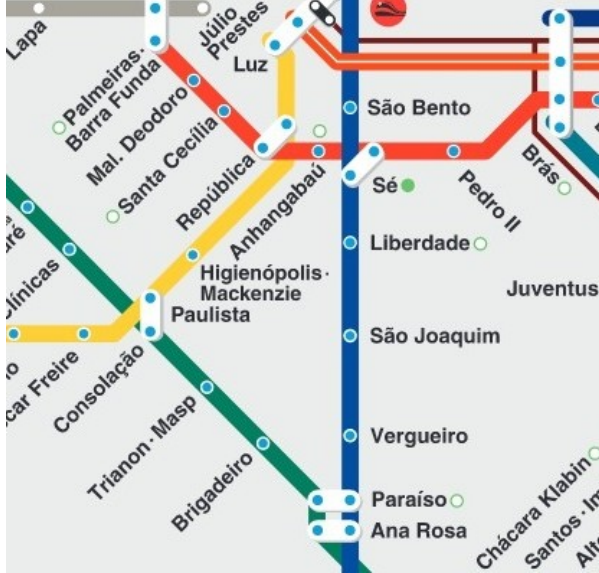 Lapa
Palmeiras·
Barra Funda
Júlio
Prestes
Luz
Mal. Deodoro
Santa Cecília
República
Anhangabaú
São Bento
Sé
Pedro II
Brás
Liberdade
Higienópolis·
Mackenzie
Paulista
Juventus
São Joaquim
Consolação
Trianon·Masp
Brigadeiro
Vergueiro
Paraíso
Ana Rosa
Chácara Klabin